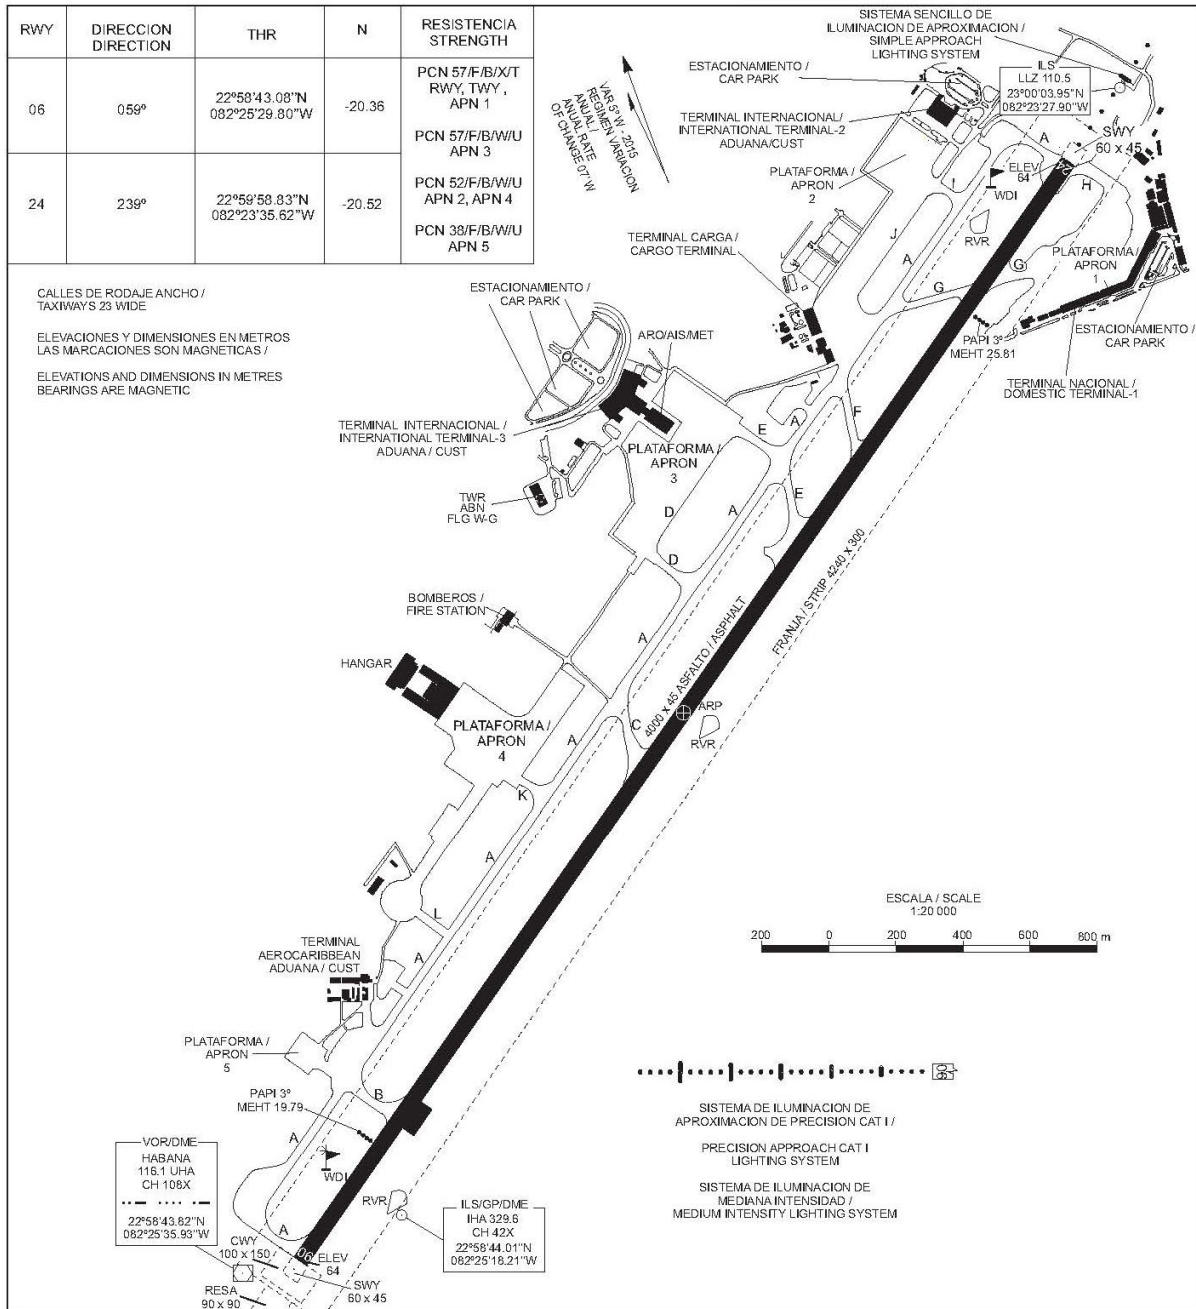 RWY
DIRECCION
DIRECTION
THR
N
RESISTENCIA
STRENGTH
06
059º
22º58'43.08"N
082º25'29.80"W
-20.36
PCN 57/F/B/X/T
RWY, TWY ,
APN 1
PCN 57/F/B/W/U
APN 3
24
239º
22º59'58.83"N
082º23'35.62"W
-20.52
PCN 52/F/B/W/U
APN 2, APN 4
PCN 38/F/B/W/U
APN 5
CALLES DE RODAJE ANCHO /
TAXIWAYS 23 WIDE
ELEVACIONES Y DIMENSIONES EN METROS
LAS MARCACIONES SON MAGNETICAS /
ELEVATIONS AND DIMENSIONS IN METRES
BEARINGS ARE MAGNETIC
VAR 5º W - 2015
REGIMEN VARIACION
ANUAL /
ANUAL RATE
OF CHANGE 07' W
SISTEMA SENCILLO DE
ILUMINACION DE APROXIMACION /
SIMPLE APPROACH
LIGHTING SYSTEM
ESTACIONAMIENTO /
CAR PARK
ILS
LLZ 110.5
23º00'03.95"N
082º23'27.90"W
TERMINAL INTERNACIONAL/
INTERNATIONAL TERMINAL-2
ADUANA/CUST
A
SWY
60 x 45
PLATAFORMA /
APRON
2
I
ELEV
64
24
H
WDI
RVR
TERMINAL CARGA /
CARGO TERMINAL
J
A
G
G
PLATAFORMA /
APRON
1
ESTACIONAMIENTO /
CAR PARK
ESTACIONAMIENTO /
CAR PARK
ARO/AIS/MET
PAPI 3º
MEHT 25.81
TERMINAL NACIONAL /
DOMESTIC TERMINAL-1
TERMINAL INTERNACIONAL /
INTERNATIONAL TERMINAL-3
ADUANA / CUST
E
A
F
PLATAFORMA /
APRON
3
TWR
ABN
FLG W-G
D
A
E
D
FRANJA / STRIP 4240 x 300
BOMBEROS /
FIRE STATION
A
4000 x 45 ASFALTO / ASPHALT
HANGAR
PLATAFORMA /
APRON
4
A
C
ARP
RVR
K
A
ESCALA / SCALE
1:20 000
200
0
200
400
600
800 m
L
A
TERMINAL
AEROCARIBBEAN
ADUANA / CUST
PLATAFORMA /
APRON
5
B
PAPI 3º
MEHT 19.79
A
WDI
06
SISTEMA DE ILUMINACION DE
APROXIMACION DE PRECISION CAT I /
PRECISION APPROACH CAT I
LIGHTING SYSTEM
SISTEMA DE ILUMINACION DE
MEDIANA INTENSIDAD /
MEDIUM INTENSITY LIGHTING SYSTEM
VOR/DME
HABANA
116.1 UHA
CH 108X
22º58'43.82"N
082º25'35.93"W
RVR
ILS/GP/DME
IHA 329.6
CH 42X
22º58'44.01"N
082º25'18.21"W
A
CWY
100 x 150
06
ELEV
64
RESA
90 x 90
SWY
60 x 45